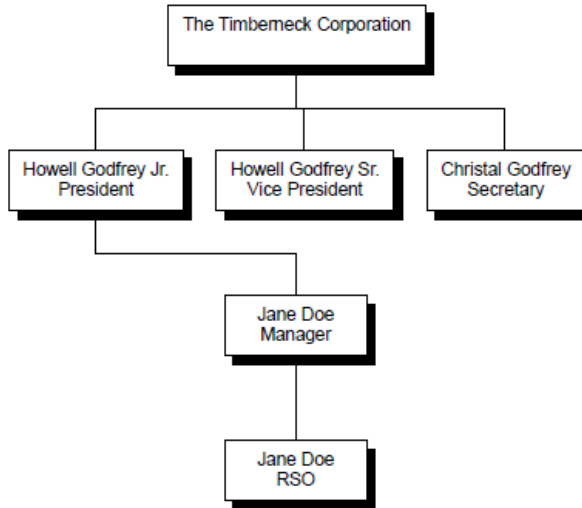 The Timberneck Corporation
Howell Godfrey Jr.
President
Howell Godfrey Sr.
Vice President
Christal Godfrey
Secretary
Jane Doe
Manager
Jane Doe
RSO